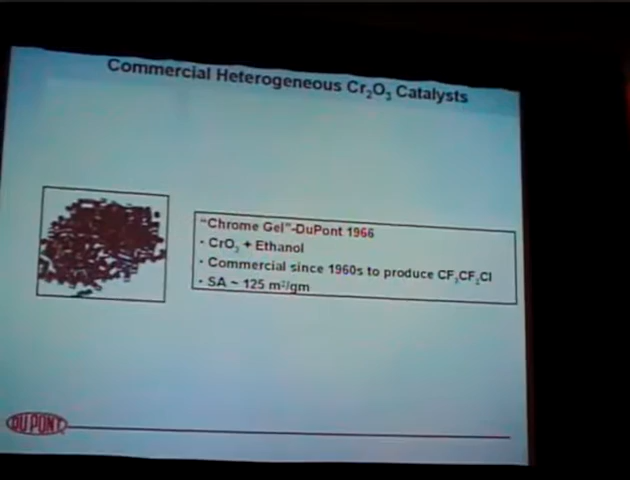 Commercial Heterogeneous Cr₂O₃ Catalysts
"Chrome Gel"-DuPont 1966
· CrO₃ + Ethanol
· Commercial since 1960s to produce CF₃CF₂Cl
· SA ~ 125 m²/gm
DUPONT